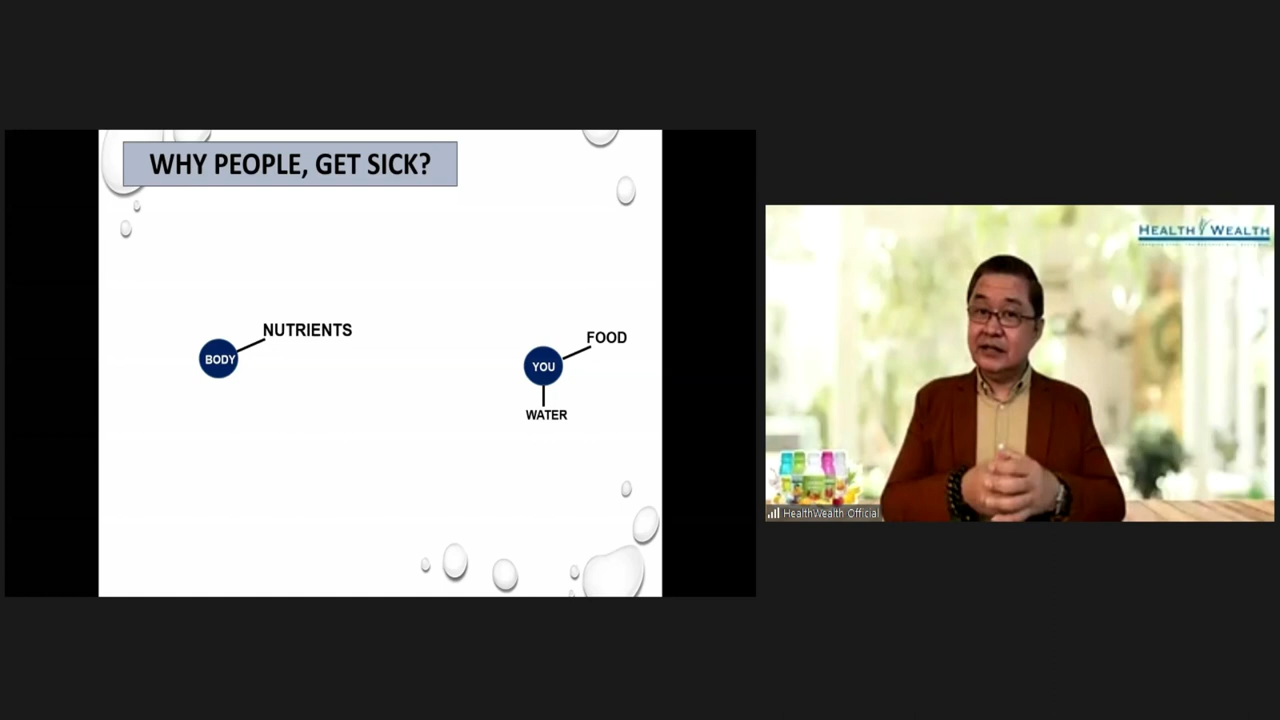 WHY PEOPLE, GET SICK?
NUTRIENTS
BODY
FOOD
YOU
WATER
HEALTH WEALTH
HealthWealth Official